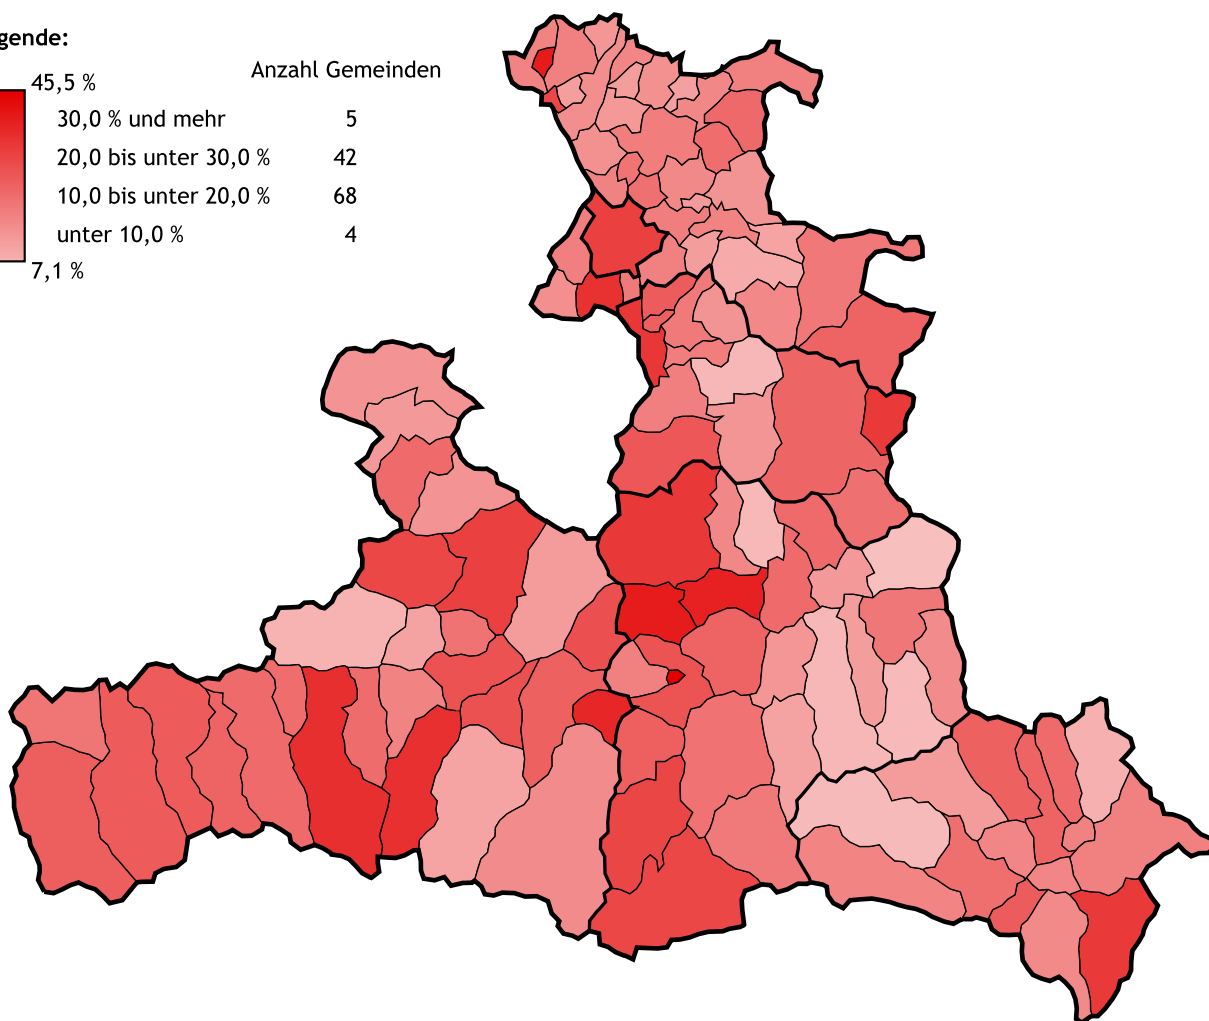 gende:
Anzahl Gemeinden
45,5 %
30,0 % und mehr 5
20,0 bis unter 30,0 % 42
10,0 bis unter 20,0 % 68
unter 10,0 % 4
7,1 %